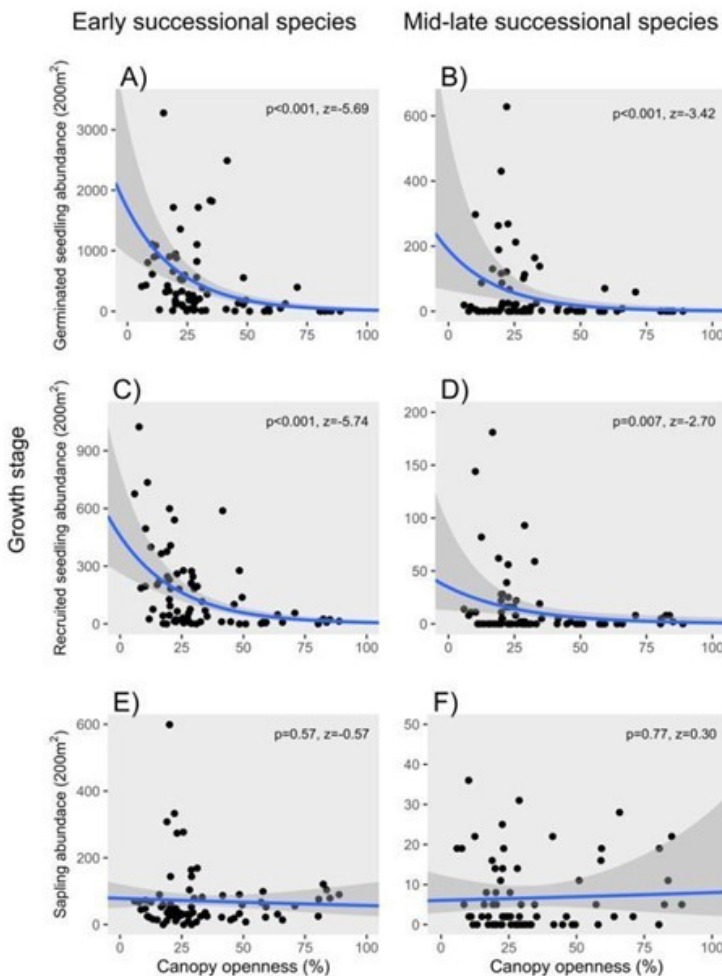 Early successional species
Mid-late successional species
A)
p<0.001, z=-5.69
Germinated seedling abundance (200m²)
3000
2000
1000
0
0 25 50 75 100
B)
p<0.001, z=-3.42
600
400
200
0
0 25 50 75 100
Growth stage
C)
p<0.001, z=-5.74
Recruited seedling abundance (200m²)
900
600
300
0
0 25 50 75 100
D)
p=0.007, z=-2.70
200
150
100
50
0
0 25 50 75 100
E)
p=0.57, z=-0.57
Sapling abundace (200m²)
600
400
200
0
0 25 50 75 100
Canopy openness (%)
F)
p=0.77, z=0.30
50
40
30
20
10
0
0 25 50 75 100
Canopy openness (%)